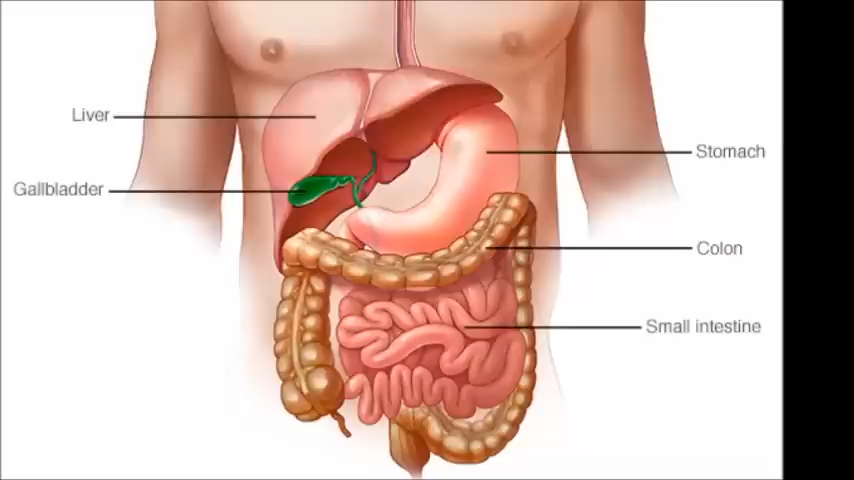 Liver
Stomach
Gallbladder
Colon
Small intestine